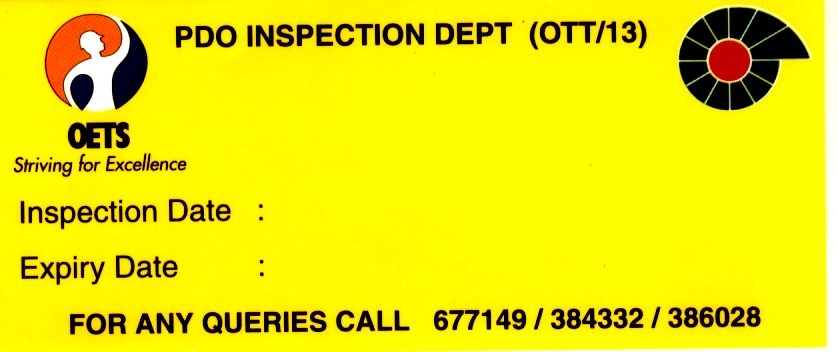 PDO INSPECTION DEPT (OTT/13)
OETS
Striving for Excellence
Inspection Date :
Expiry Date :
FOR ANY QUERIES CALL 677149 / 384332 / 386028